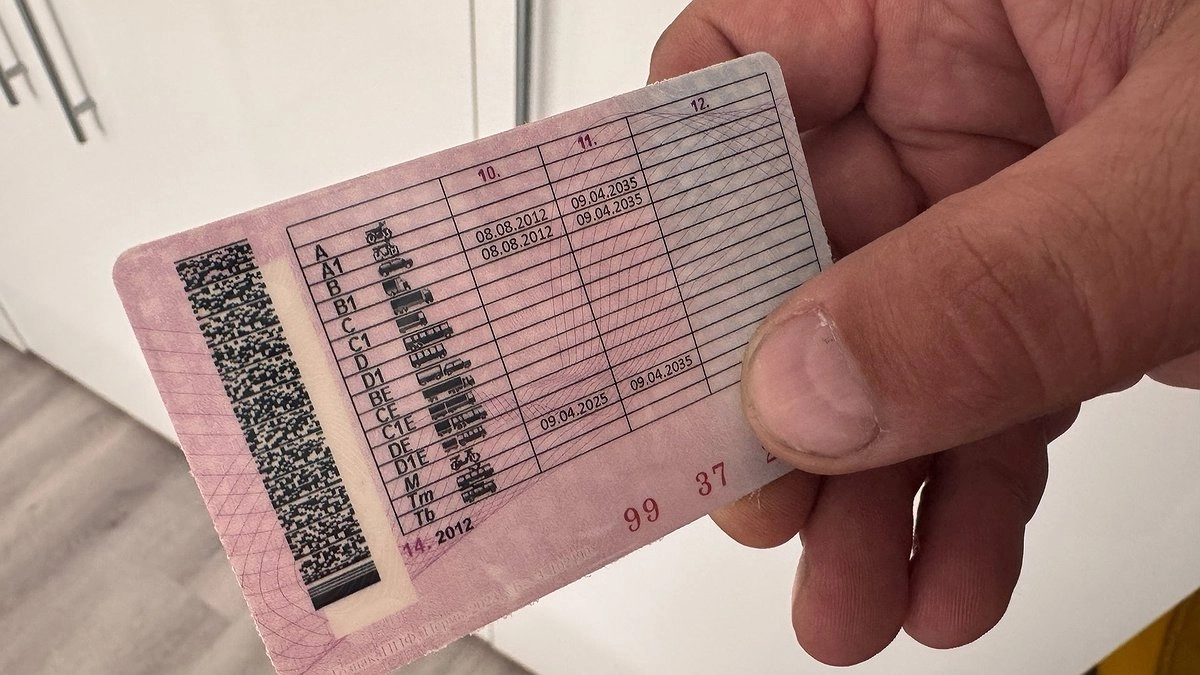 10. 11. 12.
A
A1
B 08.08.2012 09.04.2035
B1 08.08.2012 09.04.2035
C
C1
D
D1
BE
CE
C1E
DE
D1E
M 09.04.2025 09.04.2035
Tm
Tb
14. 2012
99 37